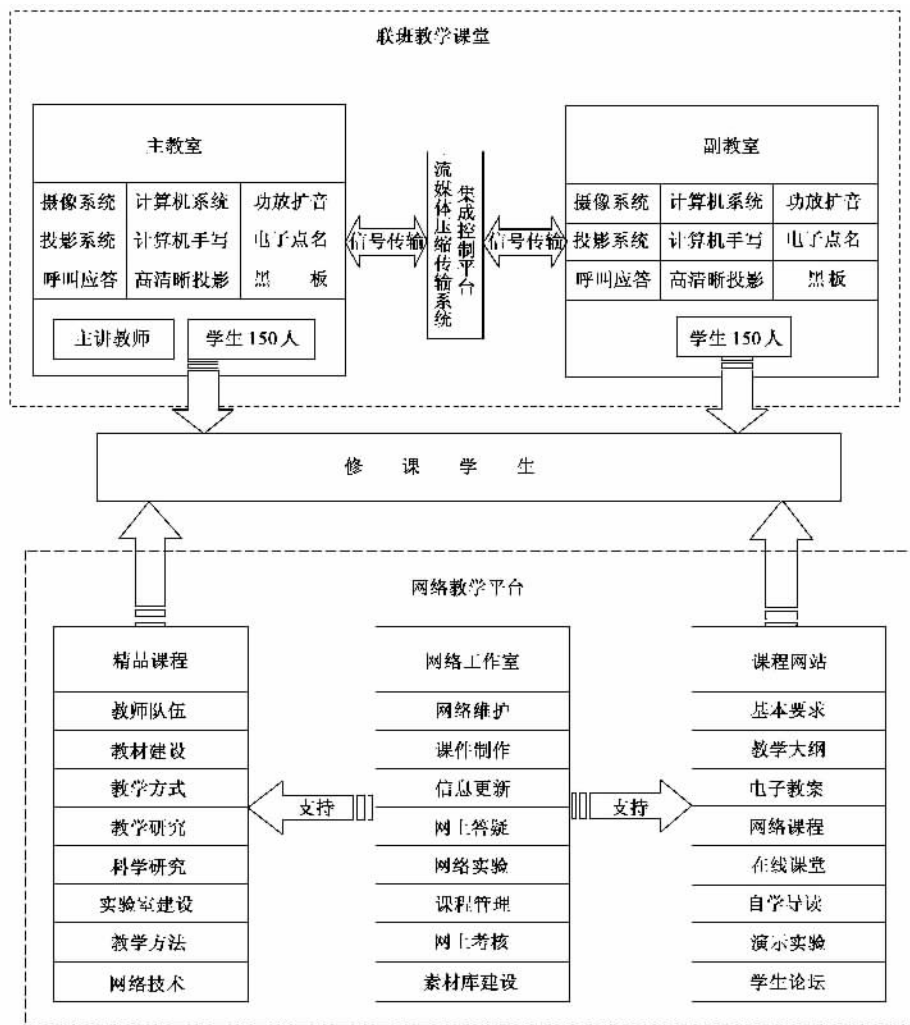 联班教学课堂
主教室
摄像系统 计算机系统 功放扩音
投影系统 计算机手写 电子点名
呼叫应答 高清晰投影 黑 板
主讲教师 学生150人
信号传输
流媒体压缩传输系统
集成控制平台
信号传输
副教室
摄像系统 计算机系统 功放扩音
投影系统 计算机手写 电子点名
呼叫应答 高清晰投影 黑板
学生150人
修 课 学 生
网络教学平台
精品课程
教师队伍
教材建设
教学方式
教学研究
科学研究
实验室建设
教学方法
网络技术
支持
网络工作室
网络维护
课件制作
信息更新
网上答疑
网络实验
课程管理
网上考核
素材库建设
支持
课程网站
基本要求
教学大纲
电子教案
网络课程
在线课堂
自学导读
演示实验
学生论坛